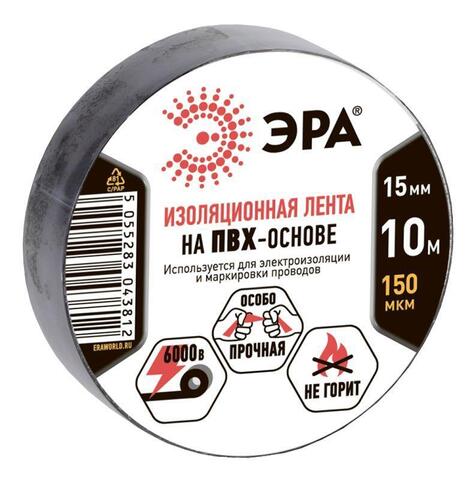 ЭРА®
ИЗОЛЯЦИОННАЯ ЛЕНТА
НА ПВХ-ОСНОВЕ
Используется для электроизоляции
и маркировки проводов
15мм
10м
150
МКМ
6000в
ОСОБО
ПРОЧНАЯ
НЕ ГОРИТ
81
C/PAP
5 055283 043812
ERAWORLD.RU